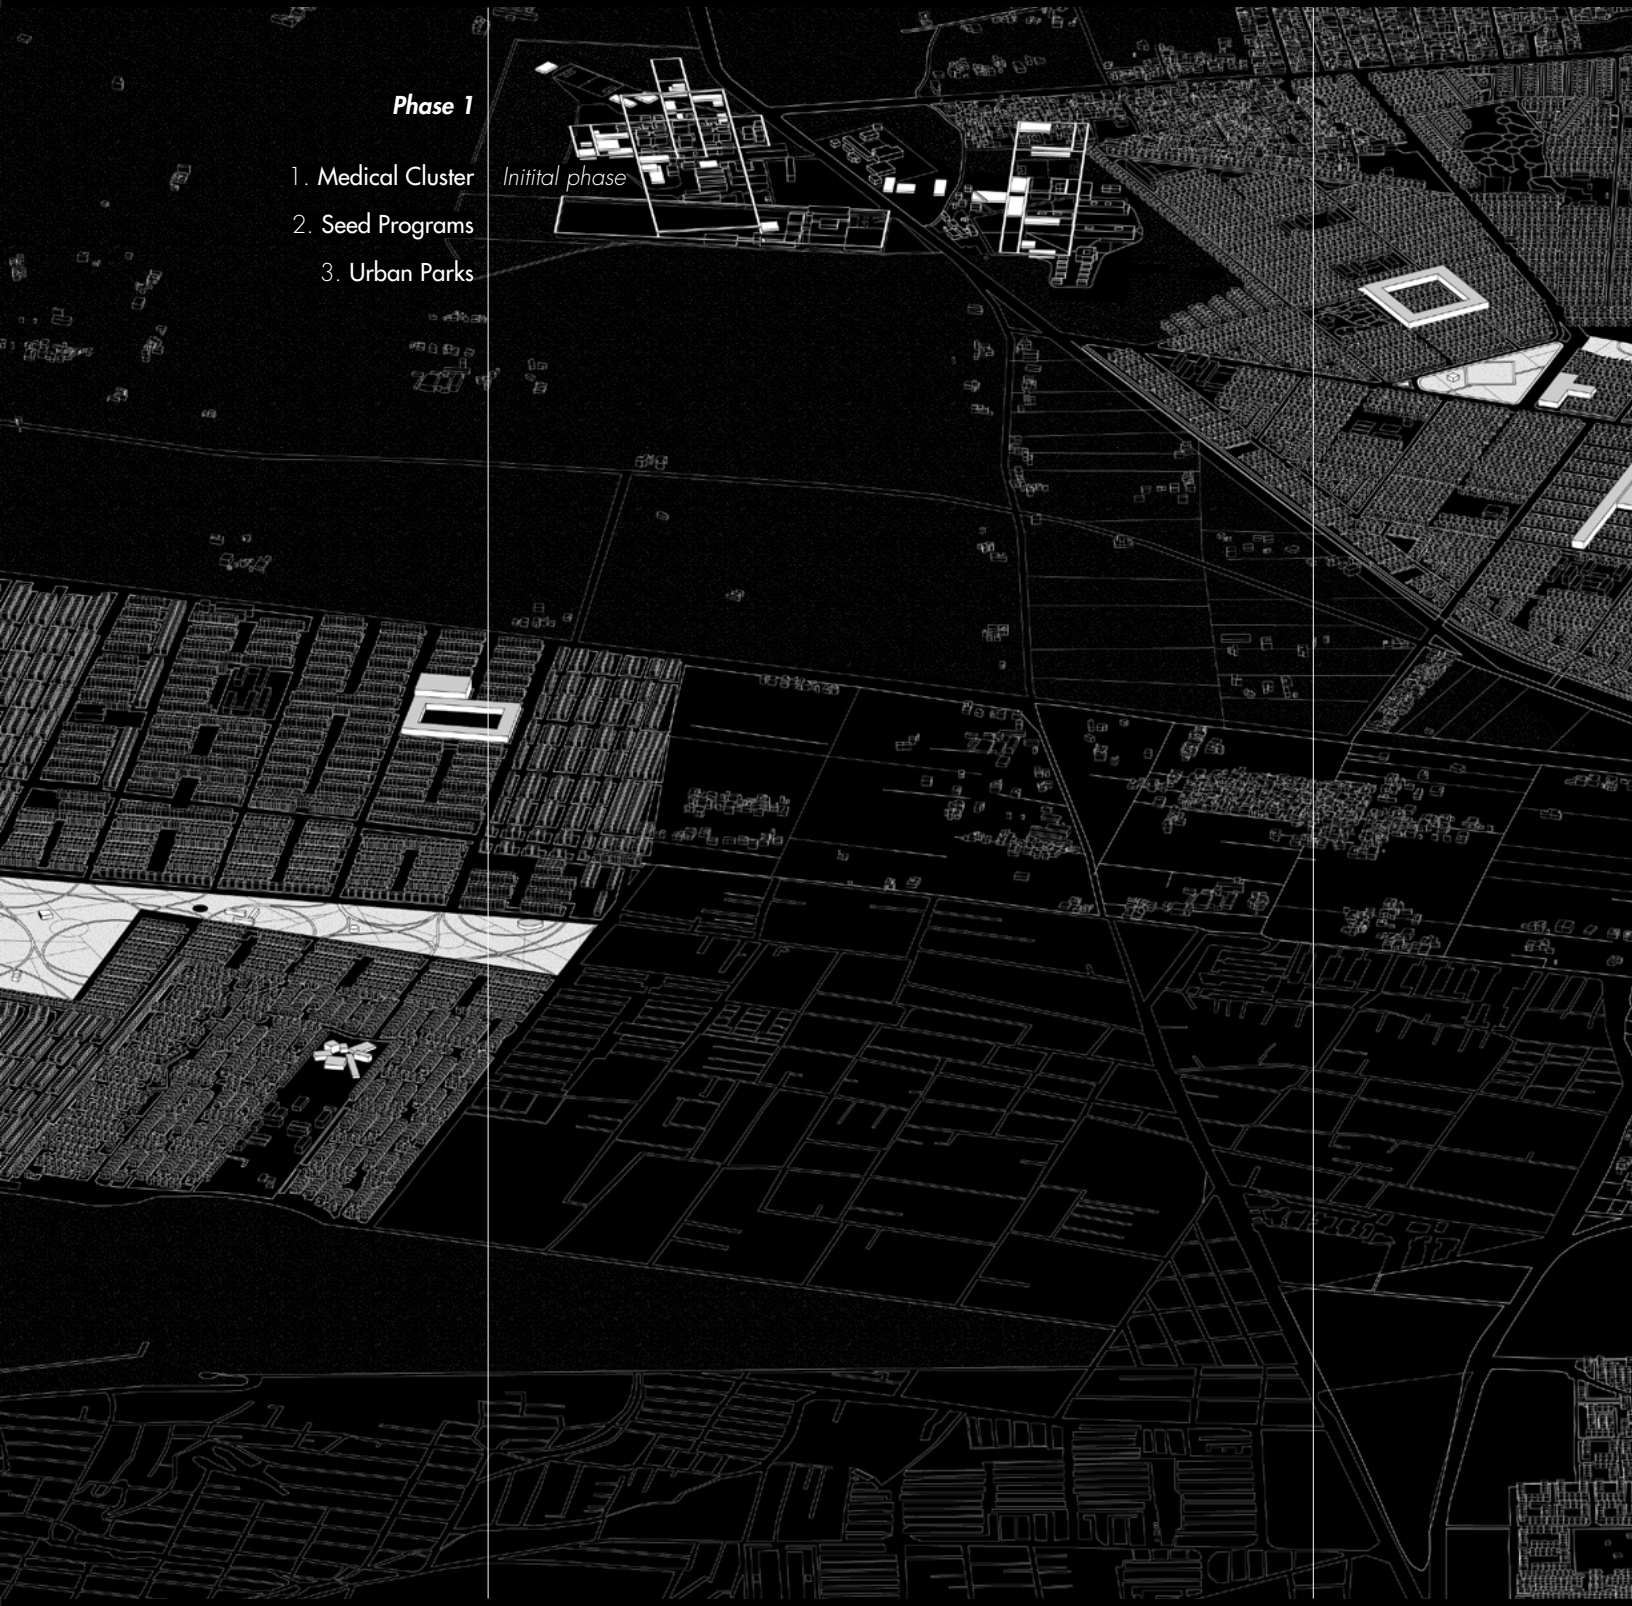 Phase 1
1. Medical Cluster Initital phase
2. Seed Programs
3. Urban Parks